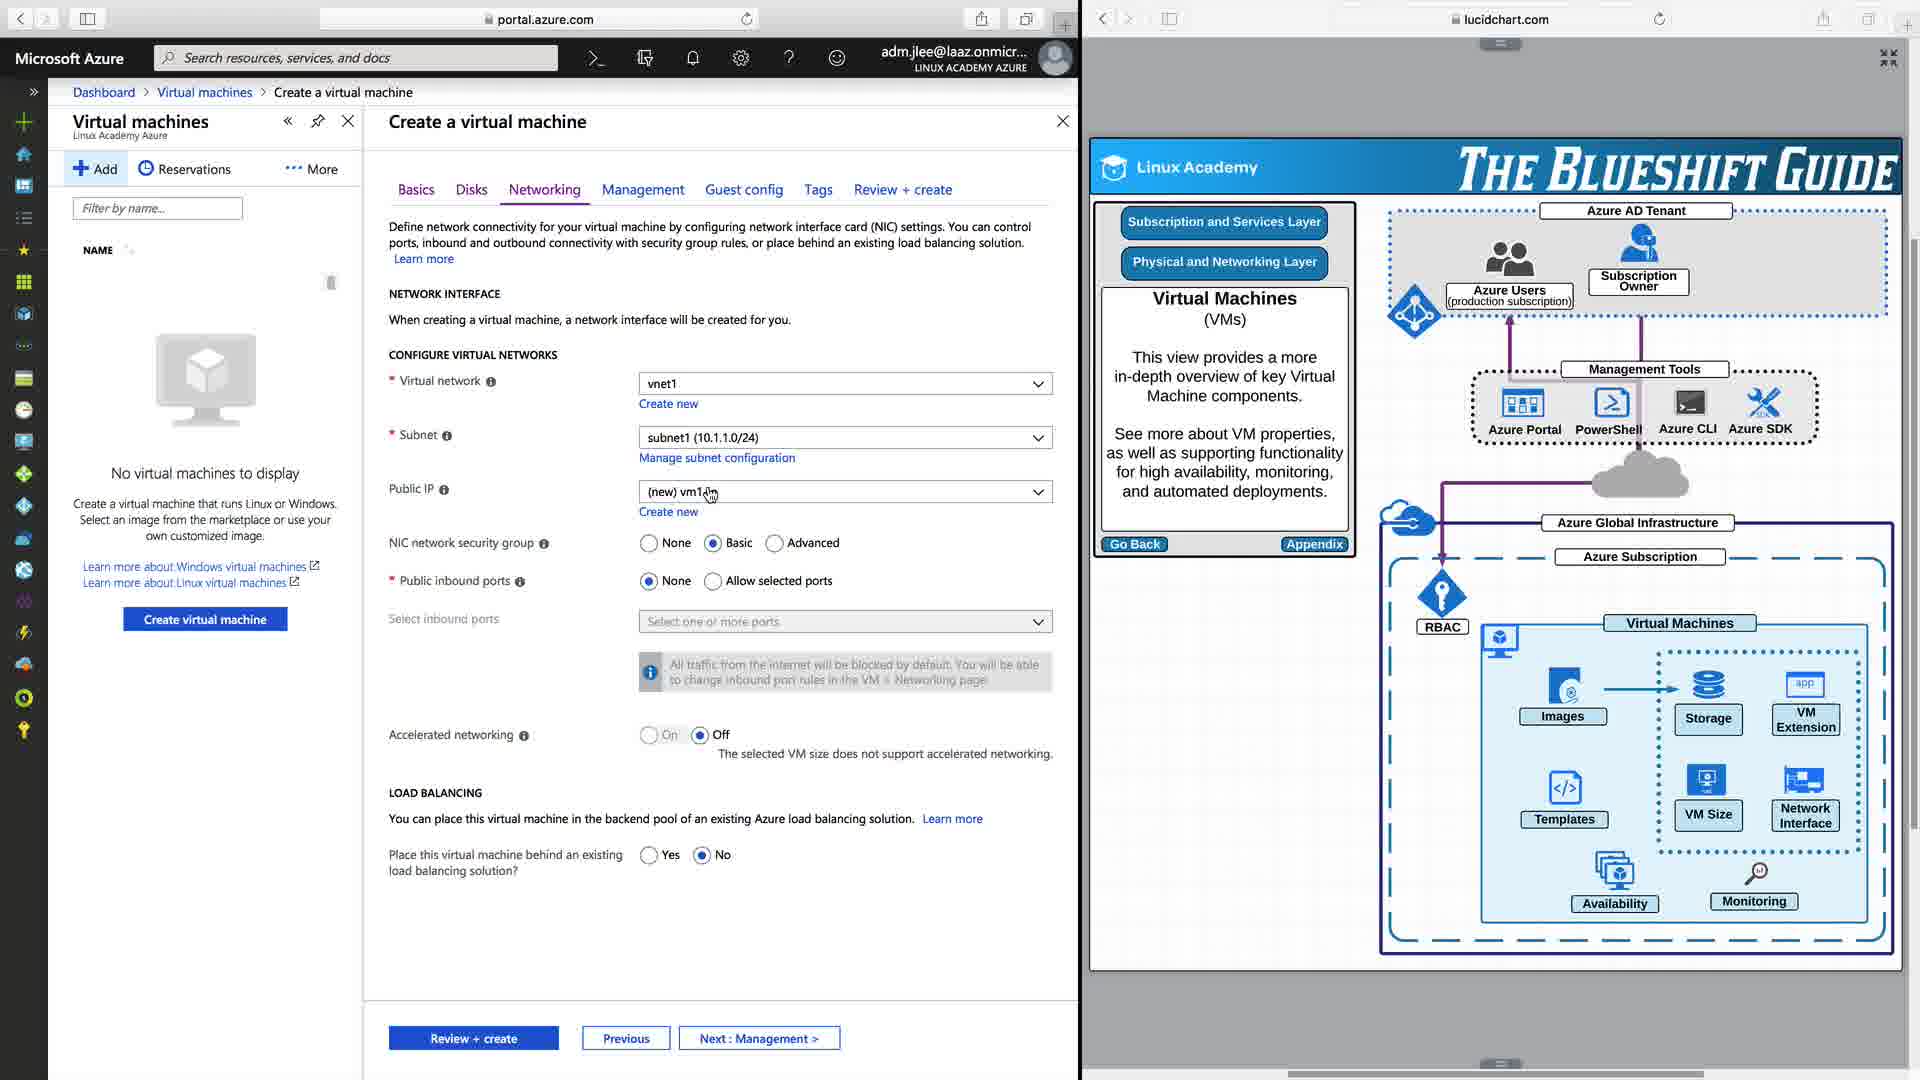 portal.azure.com
Microsoft Azure
Search resources, services, and docs
adm.jlee@laaz.onmicr...
LINUX ACADEMY AZURE
Dashboard > Virtual machines > Create a virtual machine
Virtual machines
Linux Academy Azure
Add
Reservations
More
Filter by name...
NAME
No virtual machines to display
Create a virtual machine that runs Linux or Windows.
Select an image from the marketplace or use your
own customized image.
Learn more about Windows virtual machines
Learn more about Linux virtual machines
Create virtual machine
Create a virtual machine
Basics Disks Networking Management Guest config Tags Review + create
Define network connectivity for your virtual machine by configuring network interface card (NIC) settings. You can control
ports, inbound and outbound connectivity with security group rules, or place behind an existing load balancing solution.
Learn more
NETWORK INTERFACE
When creating a virtual machine, a network interface will be created for you.
CONFIGURE VIRTUAL NETWORKS
* Virtual network
vnet1
Create new
* Subnet
subnet1 (10.1.1.0/24)
Manage subnet configuration
Public IP
(new)
Create new
NIC network security group
None Basic Advanced
* Public inbound ports
None Allow selected ports
Select inbound ports
Select one or more ports
All traffic from the internet will be blocked by default. You will be able
to change inbound port rules in the VM > Networking page.
Accelerated networking
On Off
The selected VM size does not support accelerated networking.
LOAD BALANCING
You can place this virtual machine in the backend pool of an existing Azure load balancing solution. Learn more
Place this virtual machine behind an existing
load balancing solution?
Yes No
Review + create
Previous
Next : Management >
lucidchart.com
Linux Academy
THE BLUESHIFT GUIDE
Subscription and Services Layer
Physical and Networking Layer
Virtual Machines
(VMs)
This view provides a more
in-depth overview of key Virtual
Machine components.
See more about VM properties,
as well as supporting functionality
for high availability, monitoring,
and automated deployments.
Go Back
Appendix
Azure AD Tenant
Azure Users
(production subscription)
Subscription
Owner
Management Tools
Azure Portal
PowerShell
Azure CLI
SDK
Azure SDK
Azure Global Infrastructure
Azure Subscription
RBAC
Virtual Machines
Images
Storage
app
VM
Extension
Templates
VM Size
Network
Interface
Availability
Monitoring